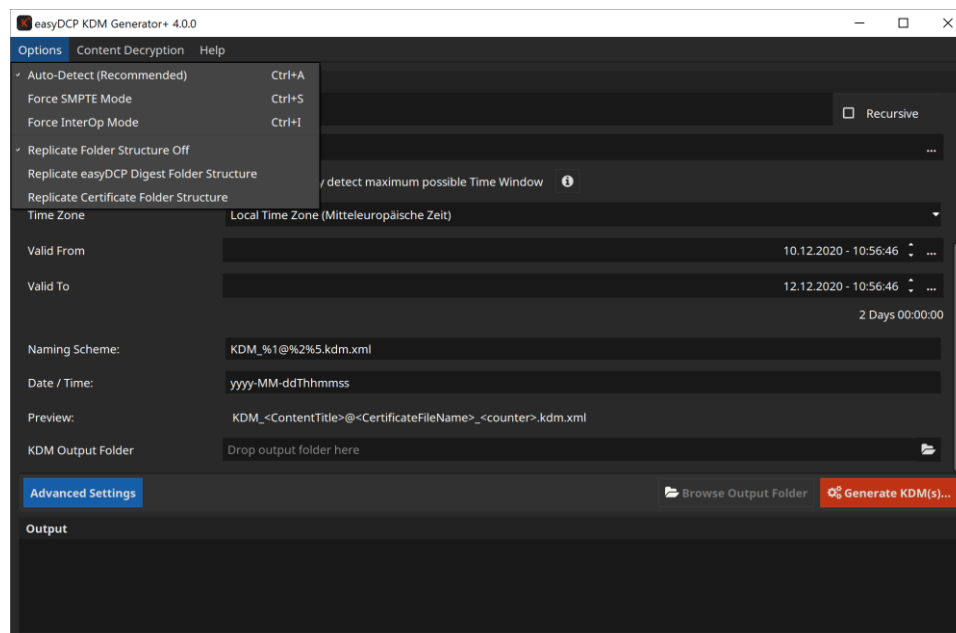 easyDCP KDM Generator+ 4.0.0
Options Content Decryption Help
Auto-Detect (Recommended) Ctrl+A
Force SMPTE Mode Ctrl+S
Force InterOp Mode Ctrl+I
Recursive
Replicate Folder Structure Off
...
Replicate easyDCP Digest Folder Structure
detect maximum possible Time Window
Replicate Certificate Folder Structure
Time Zone Local Time Zone (Mitteleuropäische Zeit)
Valid From 10.12.2020 - 10:56:46 ...
Valid To 12.12.2020 - 10:56:46 ...
2 Days 00:00:00
Naming Scheme: KDM_%1@%2%5.kdm.xml
Date / Time: yyyy-MM-ddThhmmss
Preview: KDM_<ContentTitle>@<CertificateFileName>_<counter>.kdm.xml
KDM Output Folder Drop output folder here
Advanced Settings Browse Output Folder Generate KDM(s)...
Output